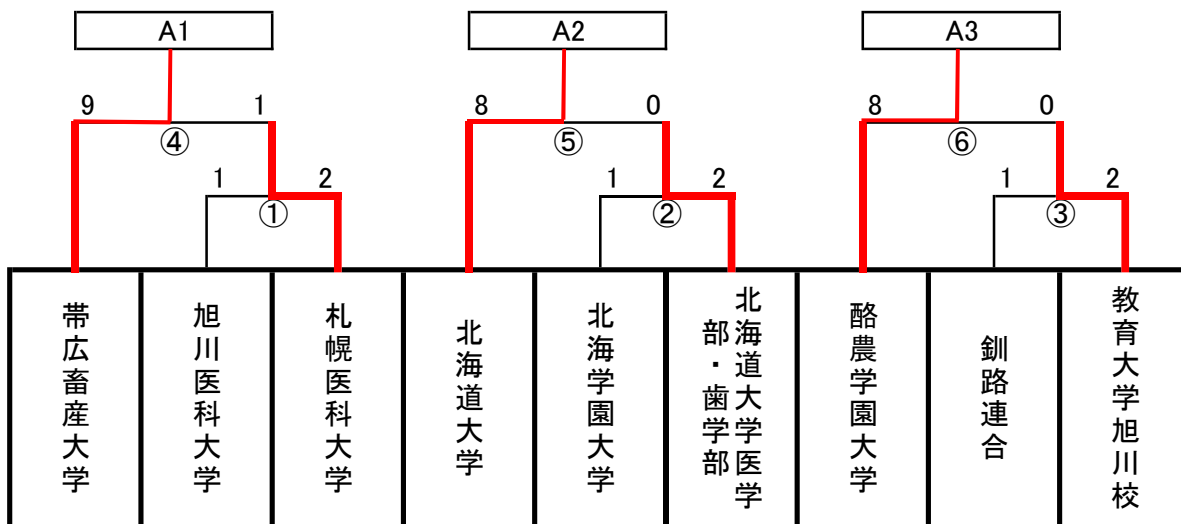 A1
A2
A3
9
1
8
0
8
0
④
⑤
⑥
1
2
1
2
1
2
①
②
③
帯広畜産大学
旭川医科大学
札幌医科大学
北海道大学
北海学園大学
北海道大学医学
部・歯学部
酪農学園大学
釧路連合
教育大学旭川校